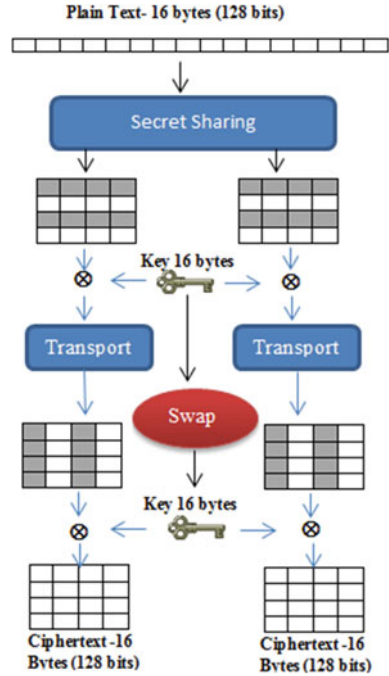 Plain Text- 16 bytes (128 bits)
Secret Sharing
Key 16 bytes
Transport
Transport
Swap
Key 16 bytes
Ciphertext -16
Bytes (128 bits)
Ciphertext -16
Bytes (128 bits)